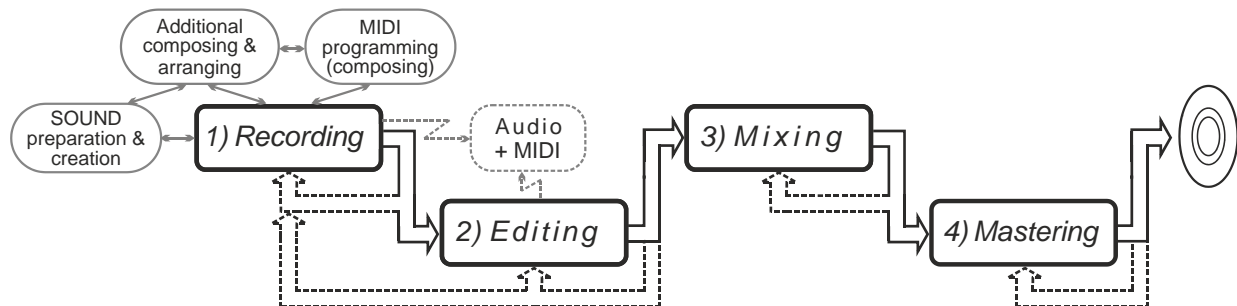 Additional
composing &
arranging
MIDI
programming
(composing)
SOUND
preparation &
creation
1) Recording
Audio
+ MIDI
2) Editing
3) Mixing
4) Mastering